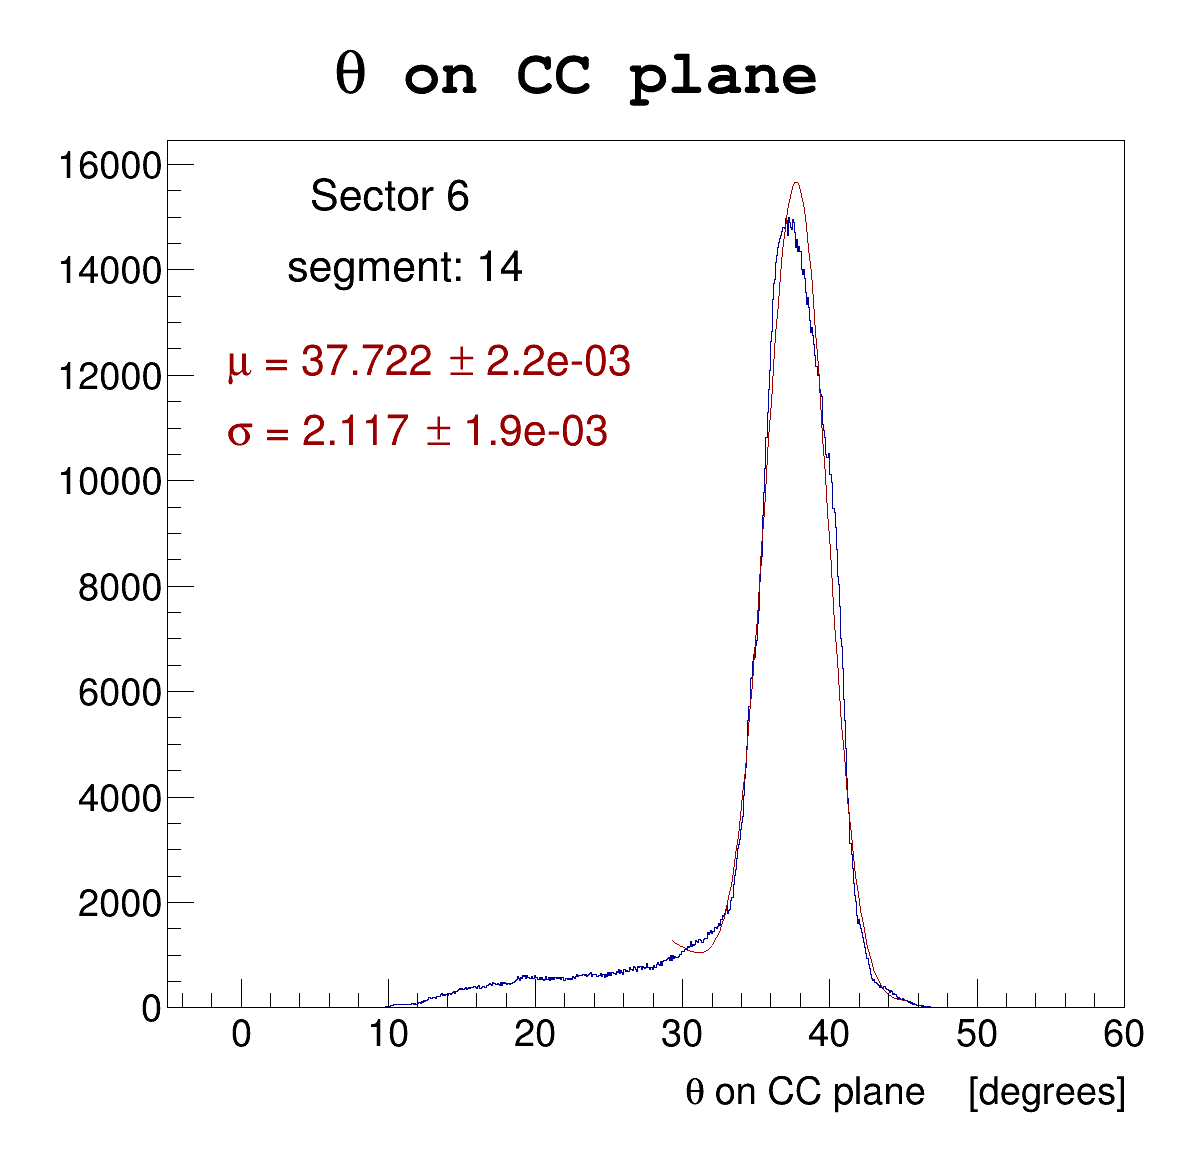 θ on CC plane
16000
14000
12000
10000
8000
6000
4000
2000
0
Sector 6
segment: 14
μ = 37.722 ± 2.2e-03
σ = 2.117 ± 1.9e-03
0 10 20 30 40 50 60
θ on CC plane [degrees]